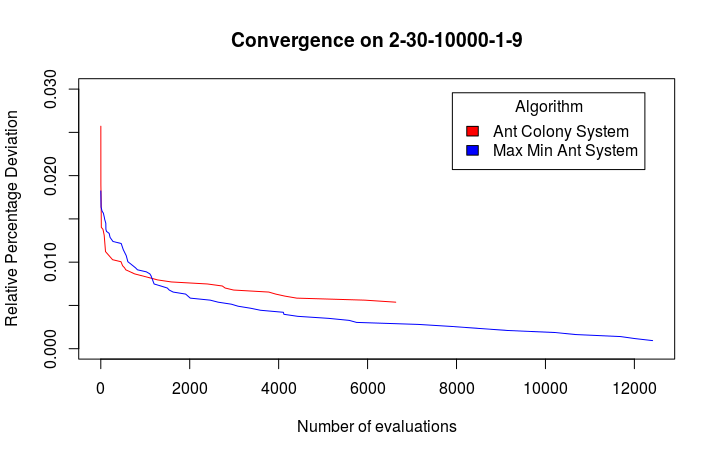 Convergence on 2-30-10000-1-9
Algorithm
Ant Colony System
Max Min Ant System
Relative Percentage Deviation
0.030
0.020
0.010
0.000
0 2000 4000 6000 8000 10000 12000
Number of evaluations